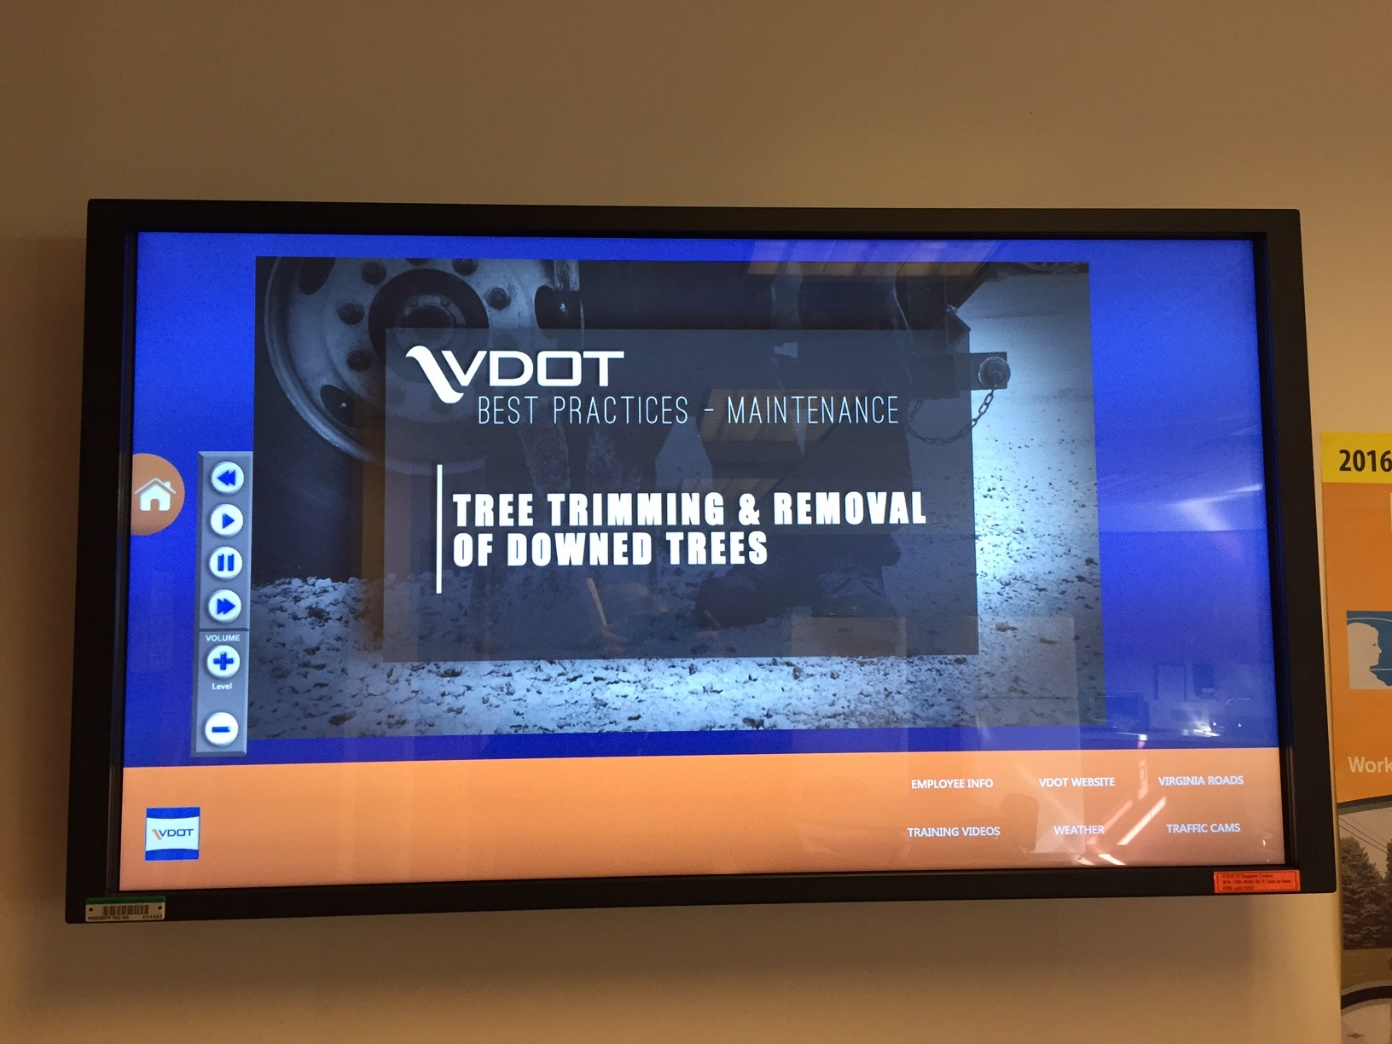 VDOT
BEST PRACTICES - MAINTENANCE
TREE TRIMMING & REMOVAL
OF DOWNED TREES
VOLUME
Level
VDOT
EMPLOYEE INFO
VDOT WEBSITE
VIRGINIA ROADS
TRAINING VIDEOS
WEATHER
TRAFFIC CAMS
2016
Work